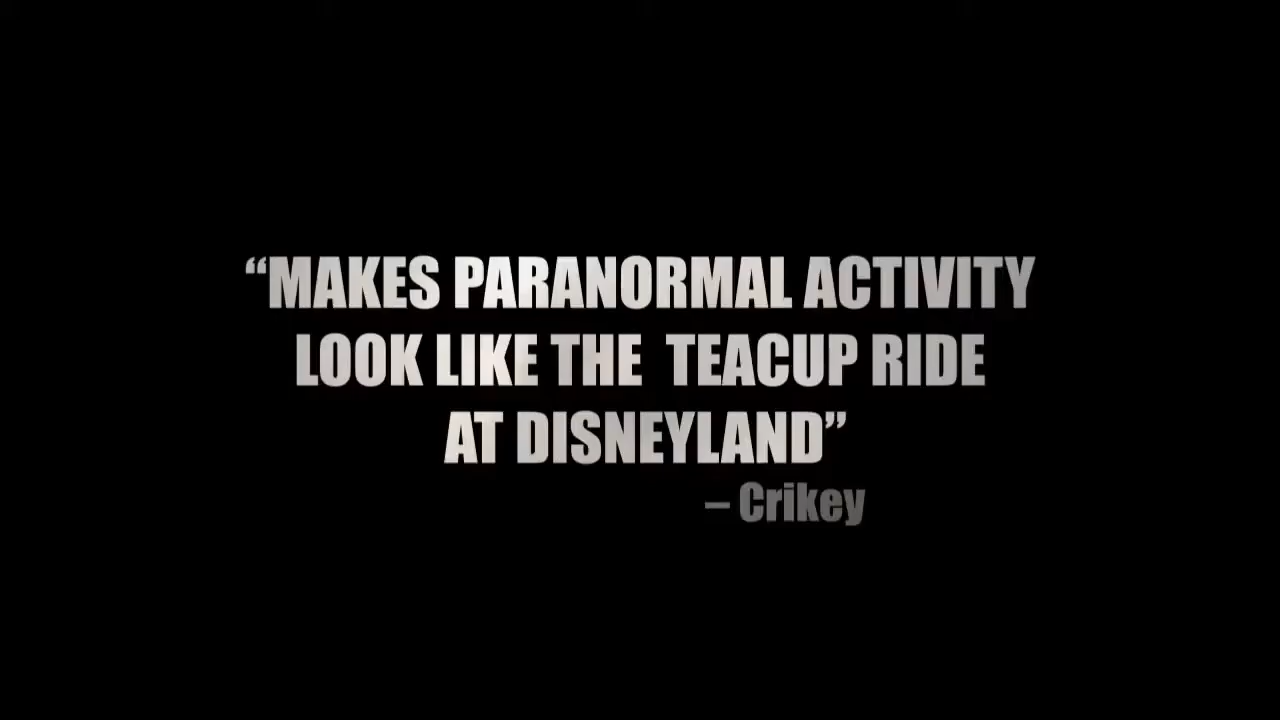 “MAKES PARANORMAL ACTIVITY
LOOK LIKE THE  TEACUP RIDE
AT DISNEYLAND”
– Crikey